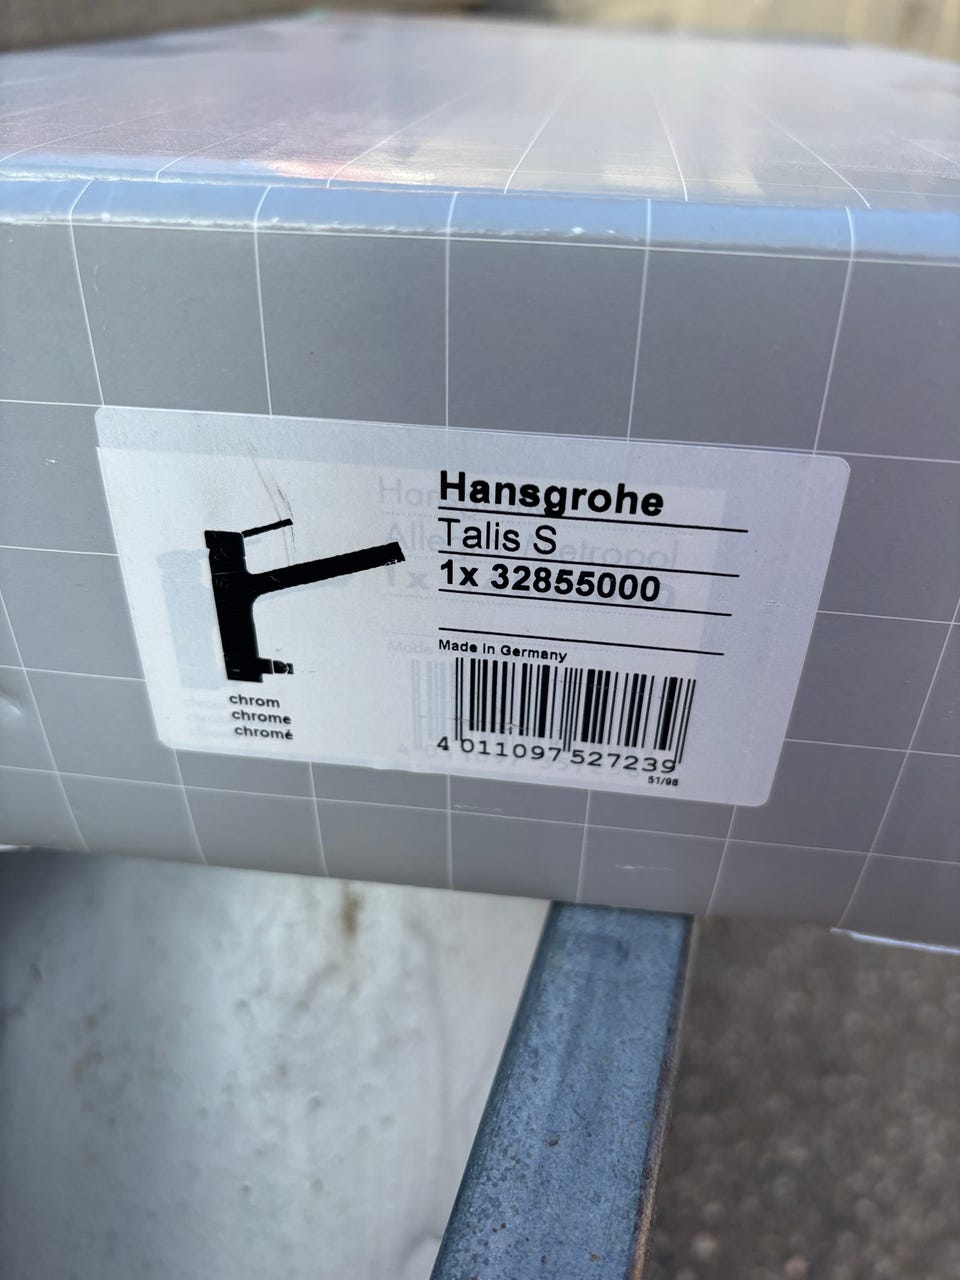 Hansgrohe
Talis S
1x 32855000
Made in Germany
chrom
chrome
chromé
4 011097 527239
51/98